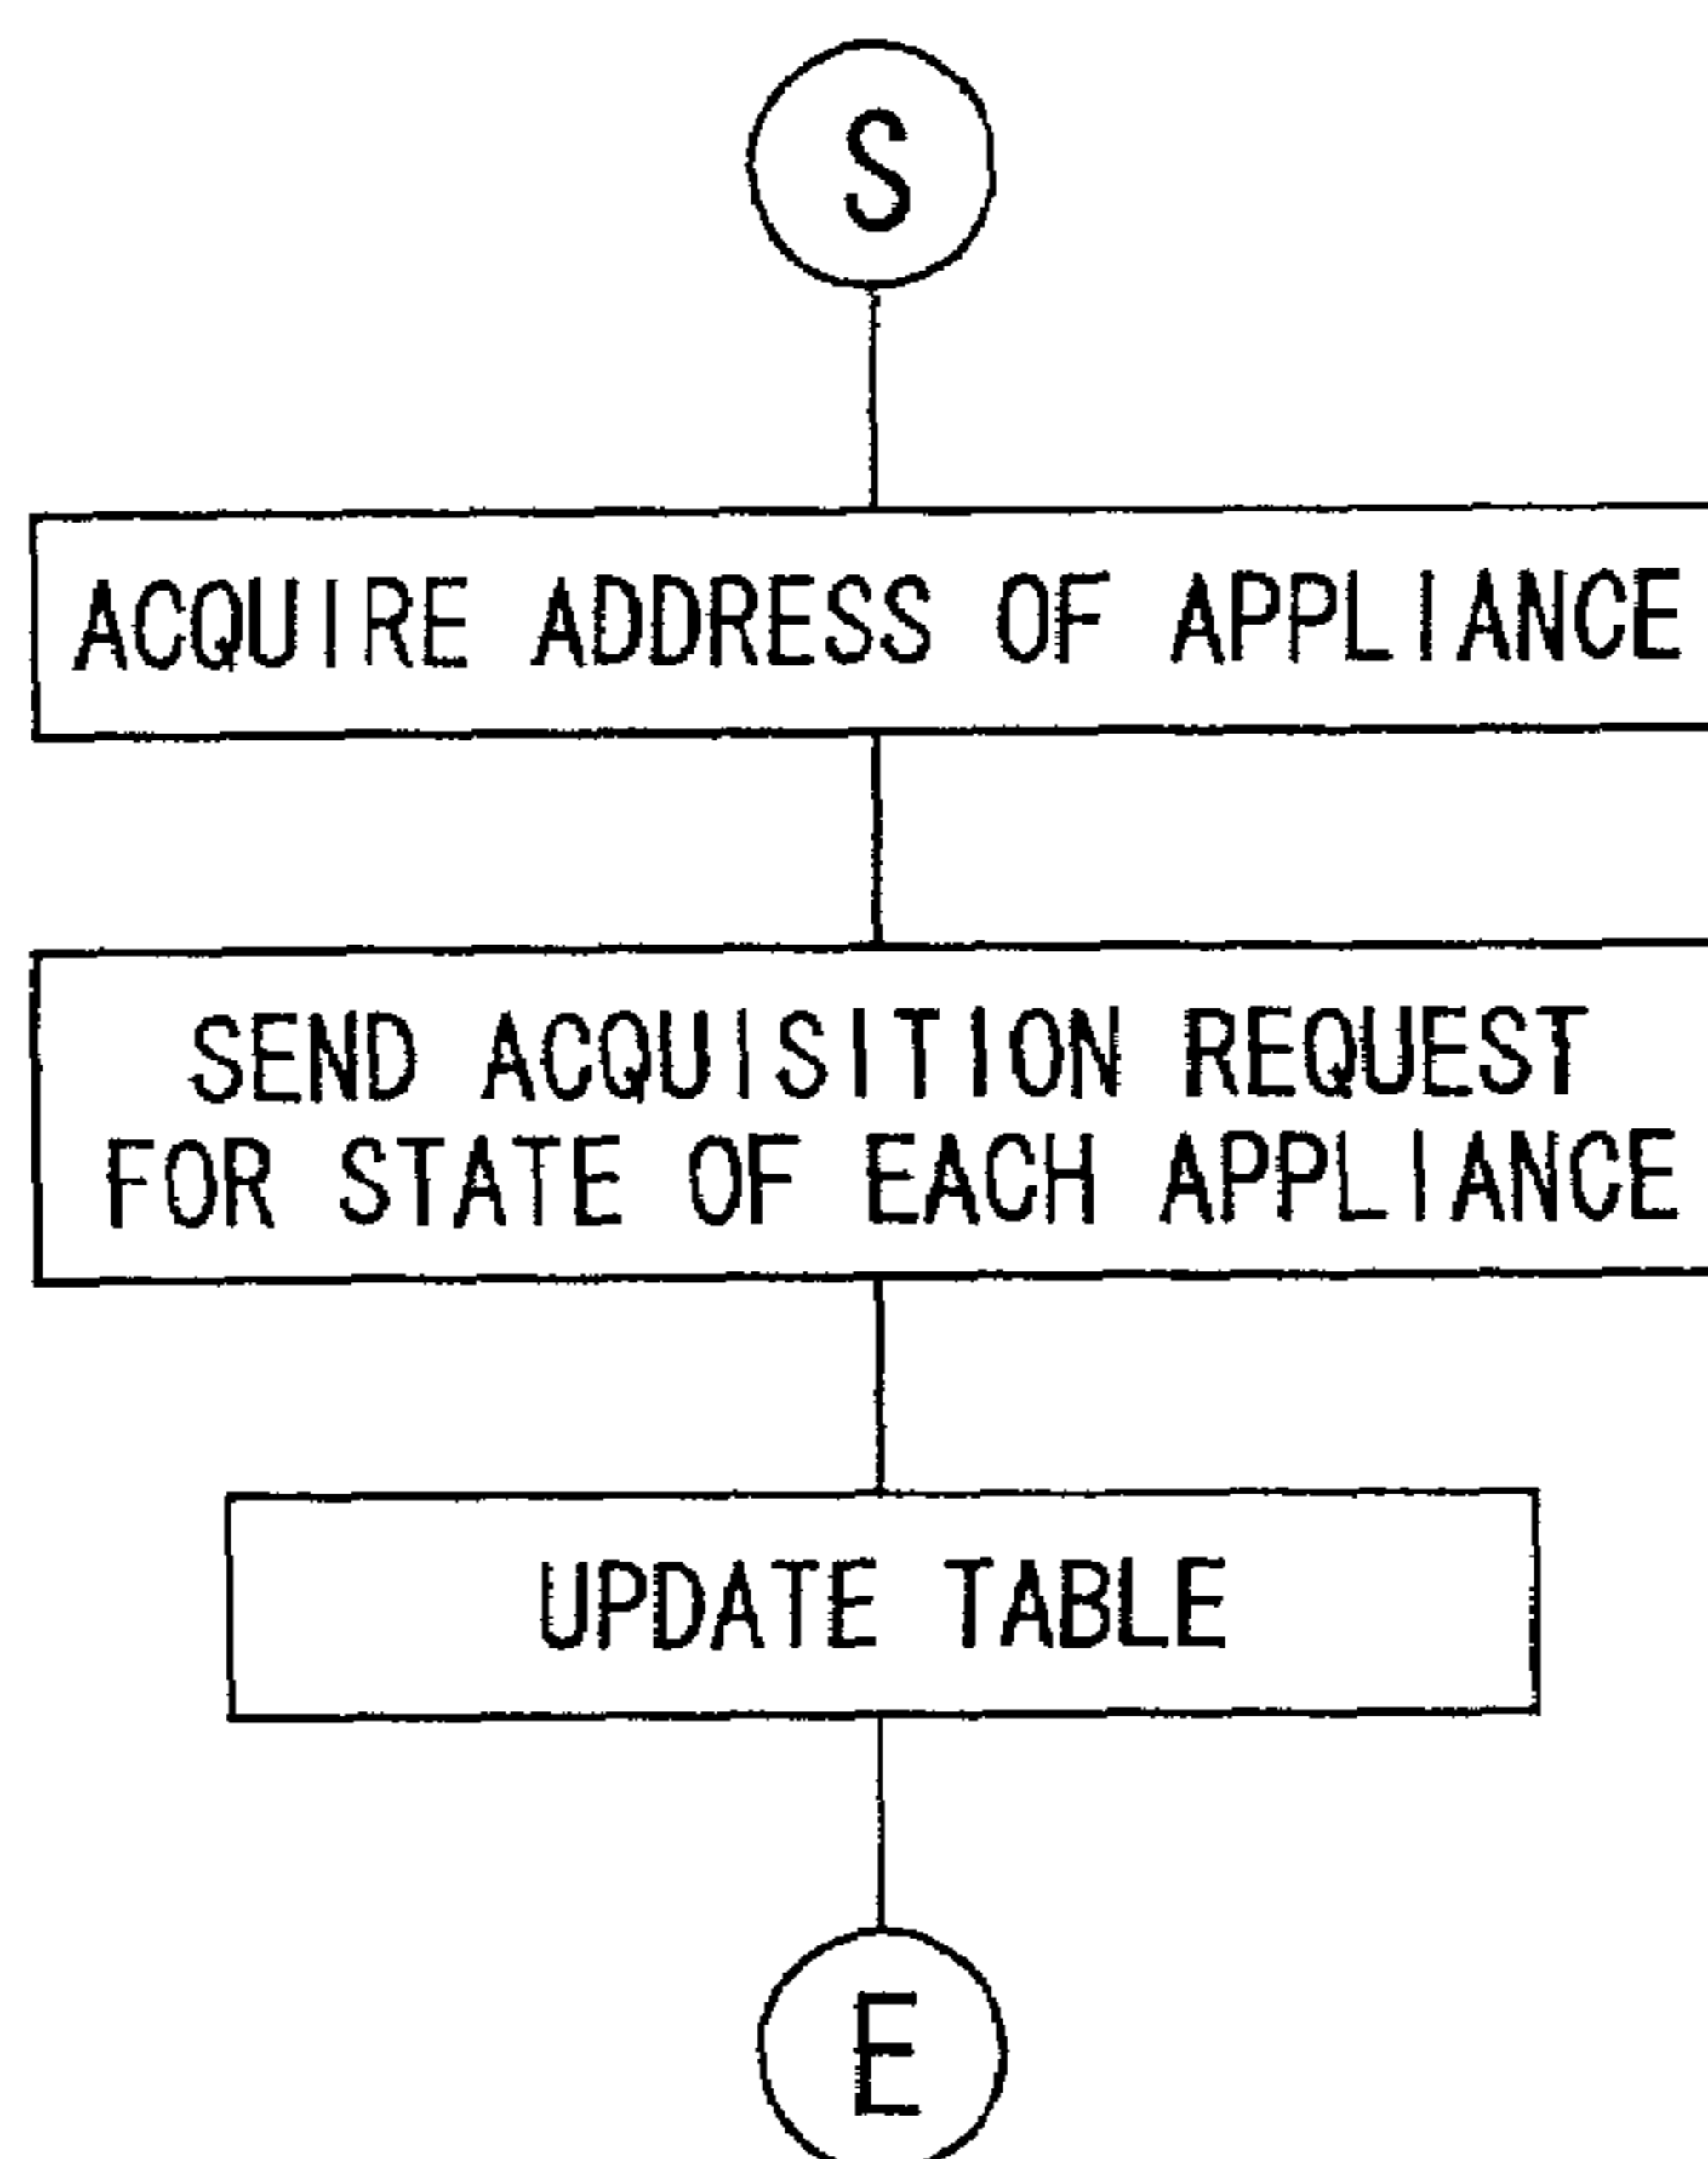 S
ACQUIRE ADDRESS OF APPLIANCE
SEND ACQUISITION REQUEST
FOR STATE OF EACH APPLIANCE
UPDATE TABLE
E